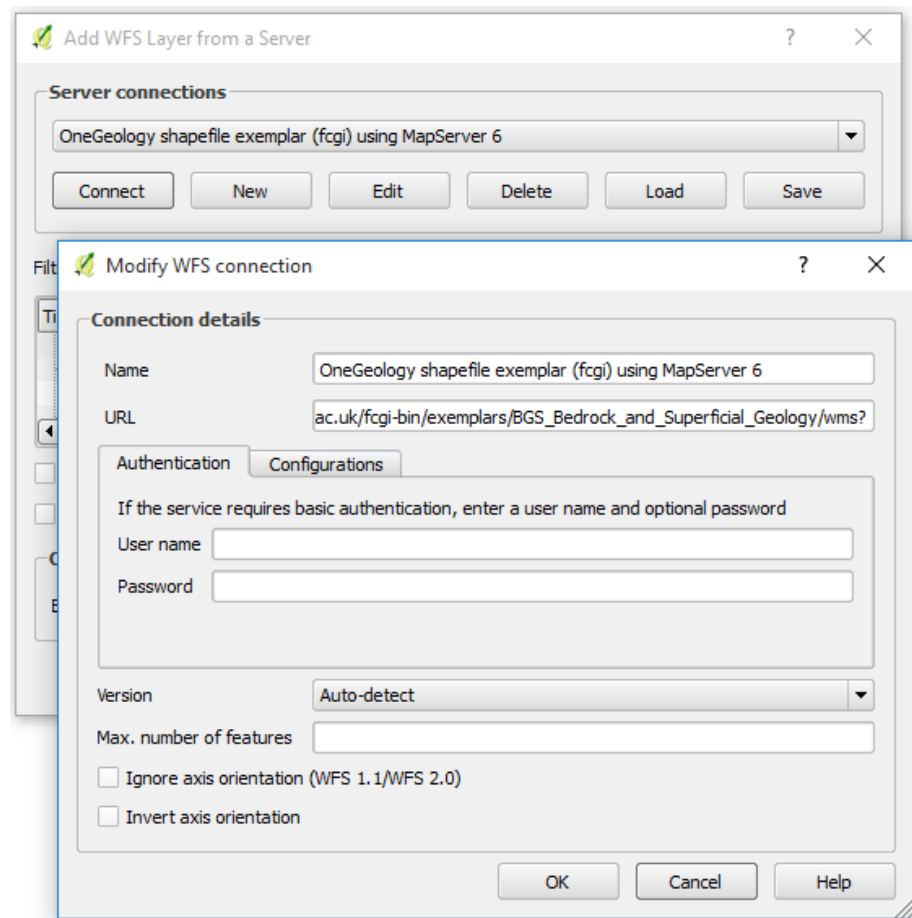 Add WFS Layer from a Server ?
Server connections
OneGeology shapefile exemplar (fcgi) using MapServer 6
Connect New Edit Delete Load Save
Filt
Ti
Modify WFS connection ?
Connection details
Name OneGeology shapefile exemplar (fcgi) using MapServer 6
URL ac.uk/fcgi-bin/exemplars/BGS_Bedrock_and_Superficial_Geology/wms?
Authentication Configurations
If the service requires basic authentication, enter a user name and optional password
User name
Password
Version Auto-detect
Max. number of features
Ignore axis orientation (WFS 1.1/WFS 2.0)
Invert axis orientation
OK Cancel Help